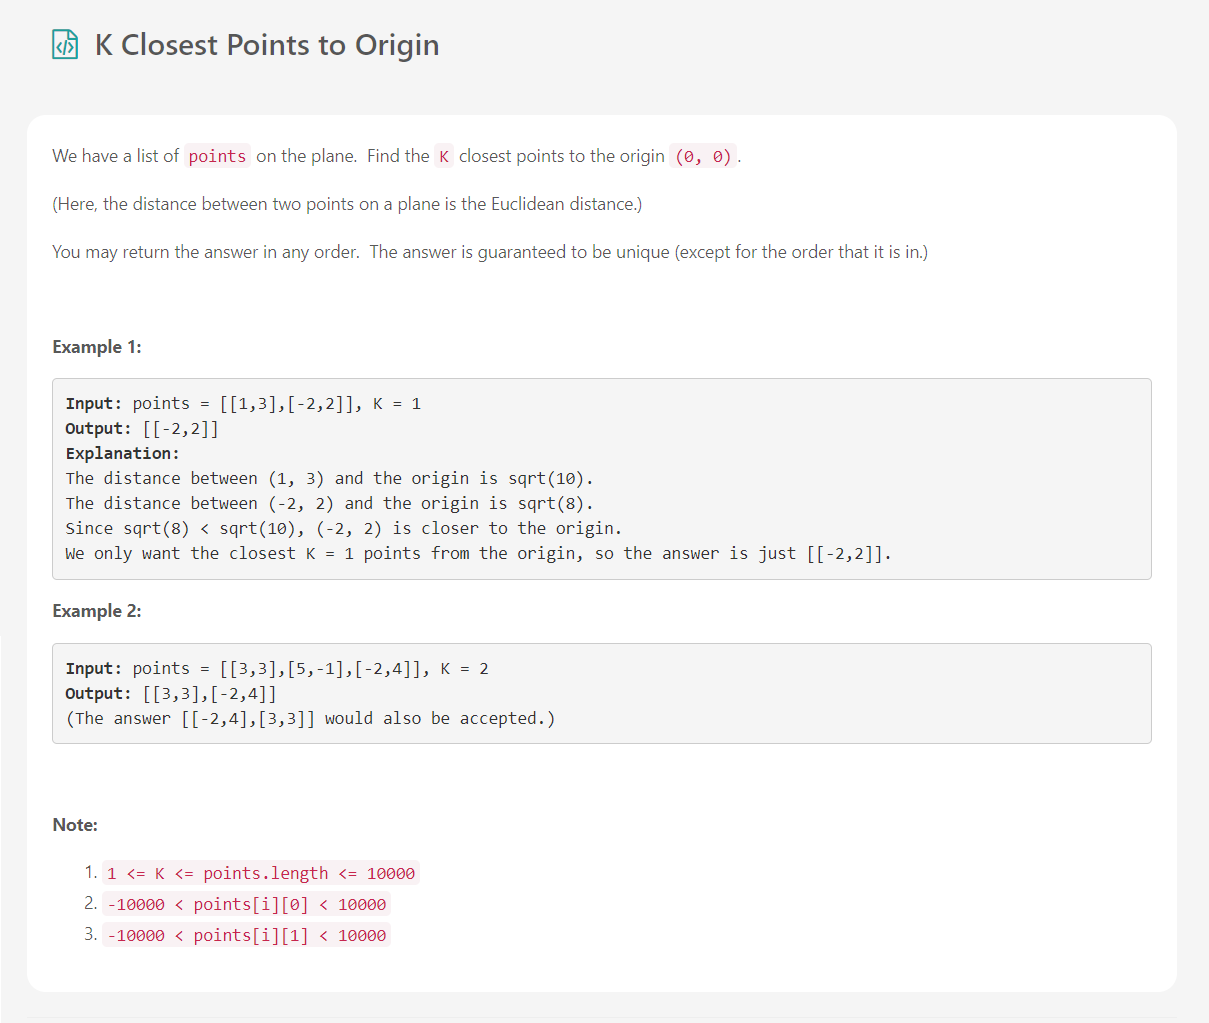 K Closest Points to Origin
We have a list of points on the plane.  Find the K closest points to the origin (0, 0).
(Here, the distance between two points on a plane is the Euclidean distance.)
You may return the answer in any order.  The answer is guaranteed to be unique (except for the order that it is in.)
Example 1:
Input: points = [[1,3],[-2,2]], K = 1
Output: [[-2,2]]
Explanation:
The distance between (1, 3) and the origin is sqrt(10).
The distance between (-2, 2) and the origin is sqrt(8).
Since sqrt(8) < sqrt(10), (-2, 2) is closer to the origin.
We only want the closest K = 1 points from the origin, so the answer is just [[-2,2]].
Example 2:
Input: points = [[3,3],[5,-1],[-2,4]], K = 2
Output: [[3,3],[-2,4]]
(The answer [[-2,4],[3,3]] would also be accepted.)
Note:
1. 1 <= K <= points.length <= 10000
2. -10000 < points[i][0] < 10000
3. -10000 < points[i][1] < 10000